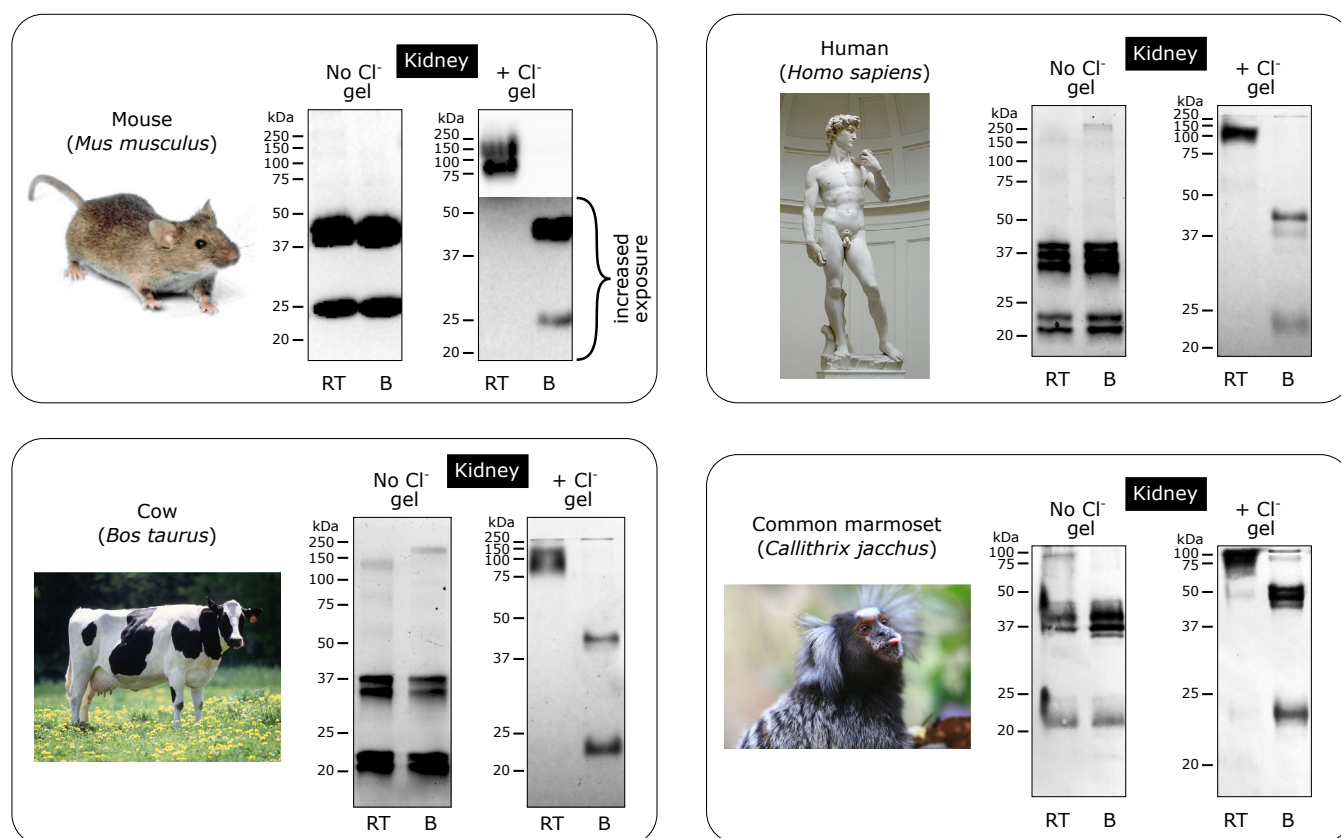 Mouse
(Mus musculus)
Kidney
No Cl⁻
gel
+ Cl⁻
gel
kDa
250
150
100
75
50
37
25
20
RT B
kDa
250
150
100
75
50
37
25
20
RT B
increased
exposure
Human
(Homo sapiens)
Kidney
No Cl⁻
gel
+ Cl⁻
gel
kDa
250
150
100
75
50
37
25
20
RT B
kDa
250
150
100
75
50
37
25
20
RT B
Cow
(Bos taurus)
Kidney
No Cl⁻
gel
+ Cl⁻
gel
kDa
250
150
100
75
50
37
25
20
RT B
kDa
250
150
100
75
50
37
25
20
RT B
Common marmoset
(Callithrix jacchus)
Kidney
No Cl⁻
gel
+ Cl⁻
gel
kDa
100
75
50
37
25
20
RT B
kDa
100
75
50
37
25
20
RT B